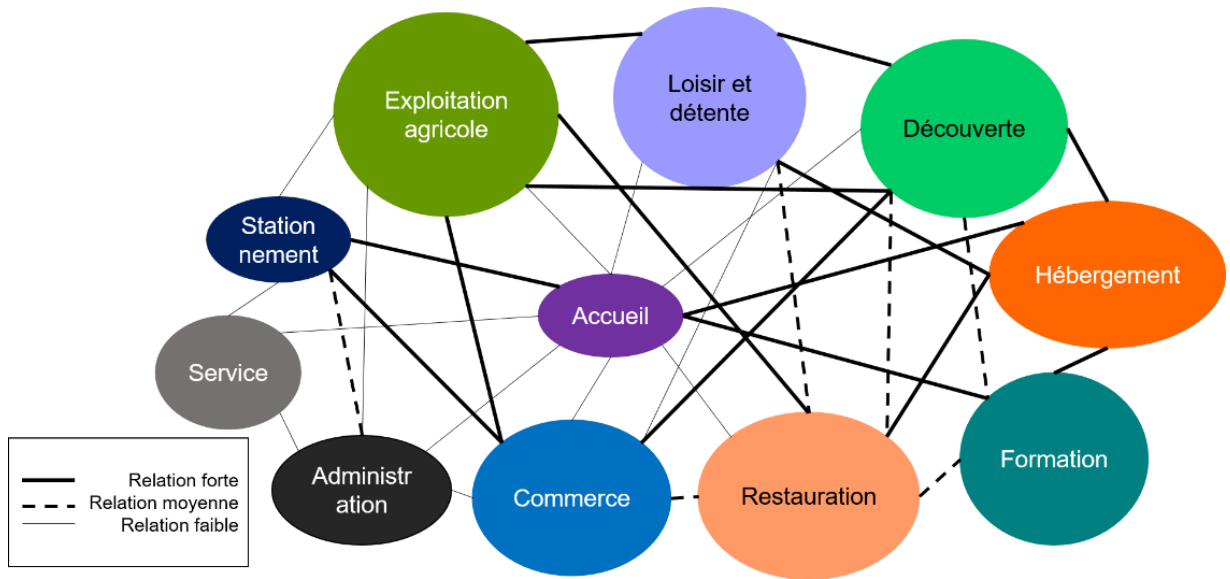 Exploitation
agricole
Loisir et
détente
Découverte
Station
nement
Hébergement
Accueil
Service
Administr
ation
Commerce
Restauration
Formation
Relation forte
Relation moyenne
Relation faible